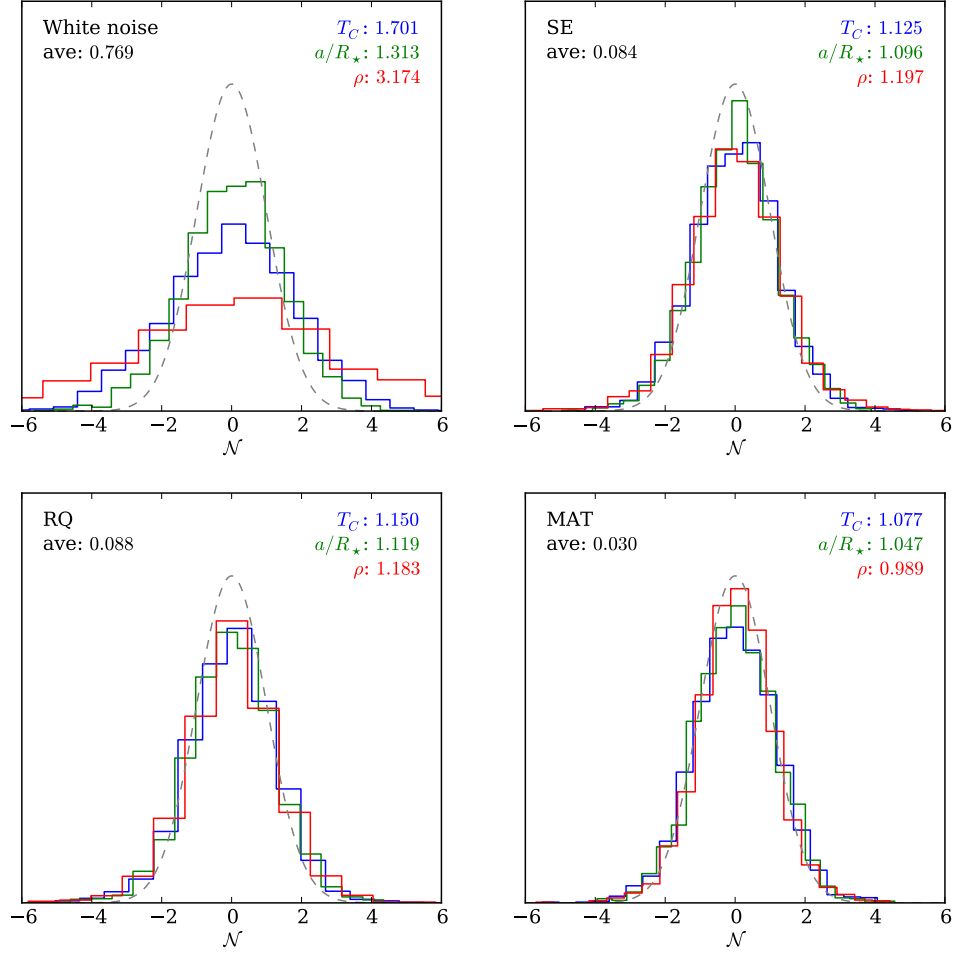 White noise
ave: 0.769
T_C: 1.701
a/R⋆: 1.313
ρ: 3.174
−6 −4 −2 0 2 4 6
𝒩
SE
ave: 0.084
T_C: 1.125
a/R⋆: 1.096
ρ: 1.197
−6 −4 −2 0 2 4 6
𝒩
RQ
ave: 0.088
T_C: 1.150
a/R⋆: 1.119
ρ: 1.183
−6 −4 −2 0 2 4 6
𝒩
MAT
ave: 0.030
T_C: 1.077
a/R⋆: 1.047
ρ: 0.989
−6 −4 −2 0 2 4 6
𝒩